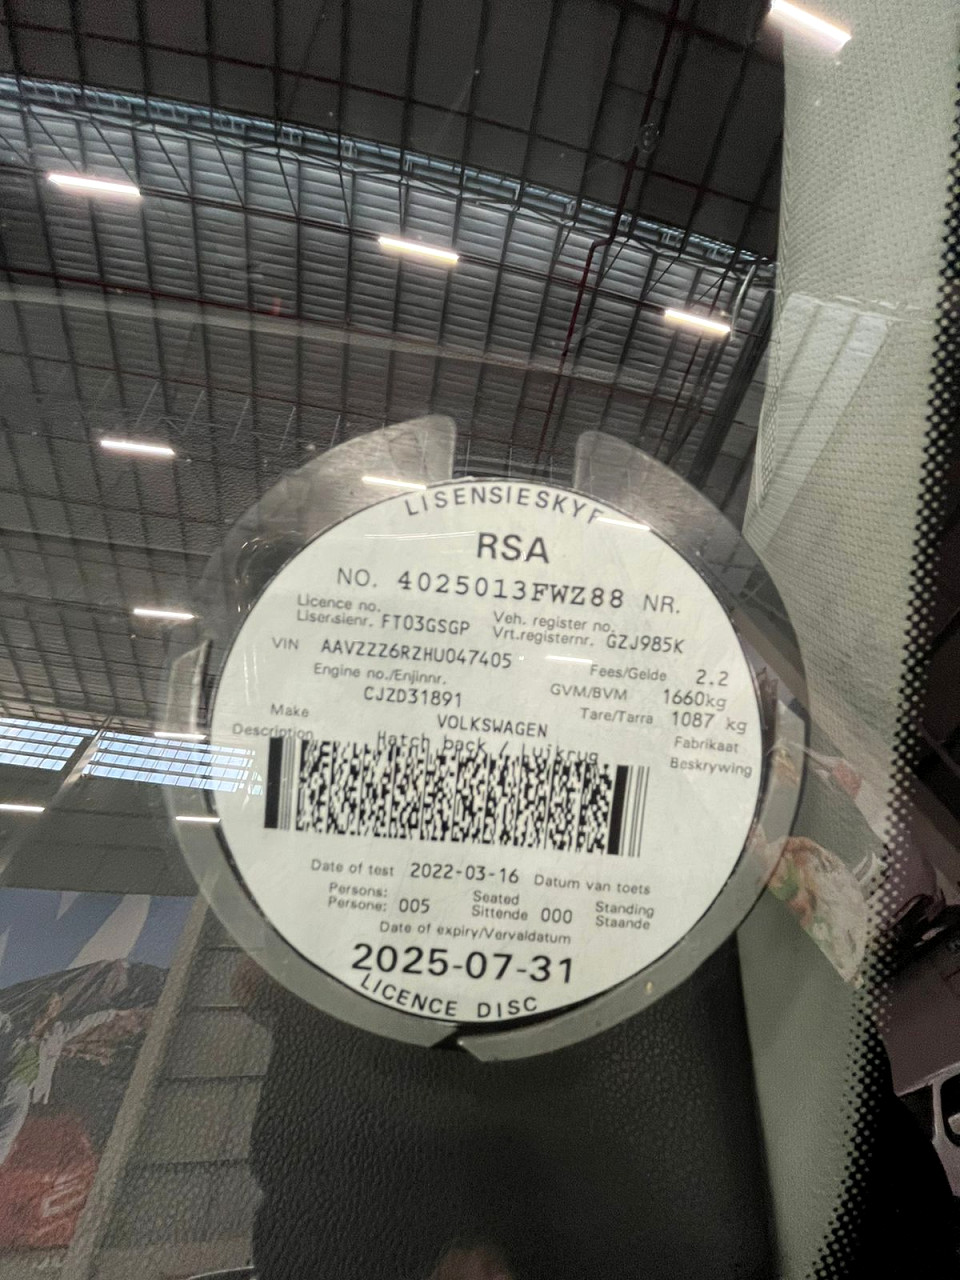 LISENSIESKYF
RSA
NO. 4025013FWZ88 NR.
Licence no. Veh. register no.
Lisensienr. FT03GSGP Vrt.registernr. GZJ985K
VIN AAVZZZ6RZHU047405 Fees/Gelde 2.2
Engine no./Enjinnr. GVM/BVM 1660kg
CJZD31891 Tare/Tarra 1087 kg
Make VOLKSWAGEN Fabrikaat
Description Hatch back / Luikrug Beskrywing
Date of test 2022-03-16 Datum van toets
Persons: Seated Standing
Persone: 005 Sittende 000 Staande
Date of expiry/Vervaldatum
2025-07-31
LICENCE DISC